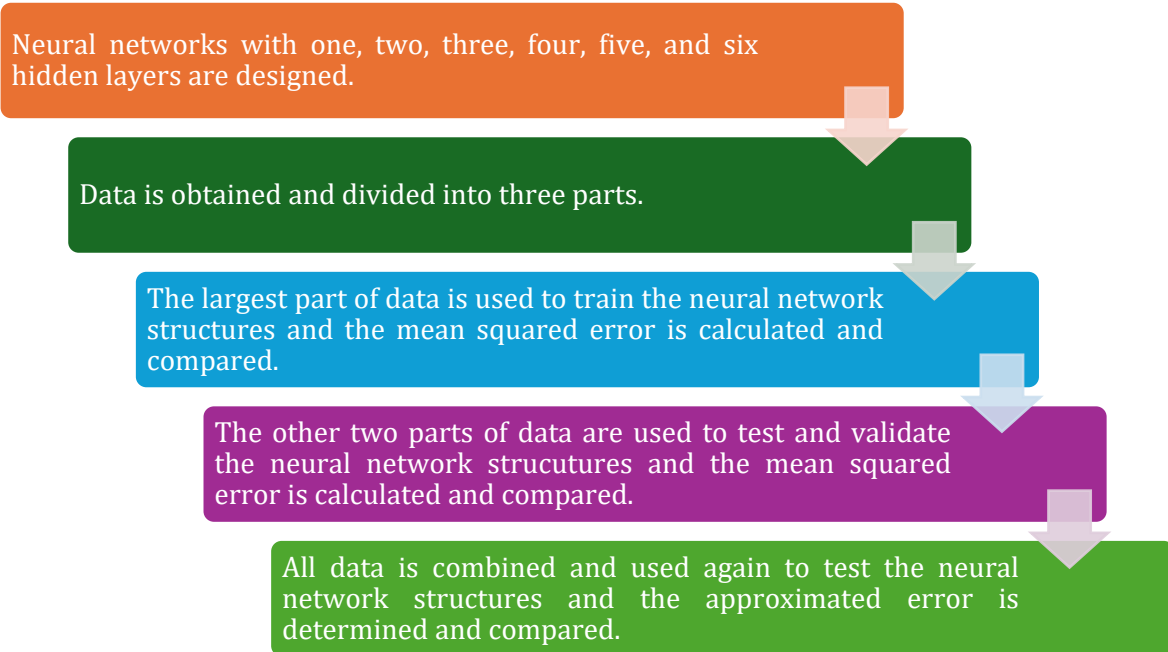 Neural networks with one, two, three, four, five, and six
hidden layers are designed.
Data is obtained and divided into three parts.
The largest part of data is used to train the neural network
structures and the mean squared error is calculated and
compared.
The other two parts of data are used to test and validate
the neural network strucutures and the mean squared
error is calculated and compared.
All data is combined and used again to test the neural
network structures and the approximated error is
determined and compared.